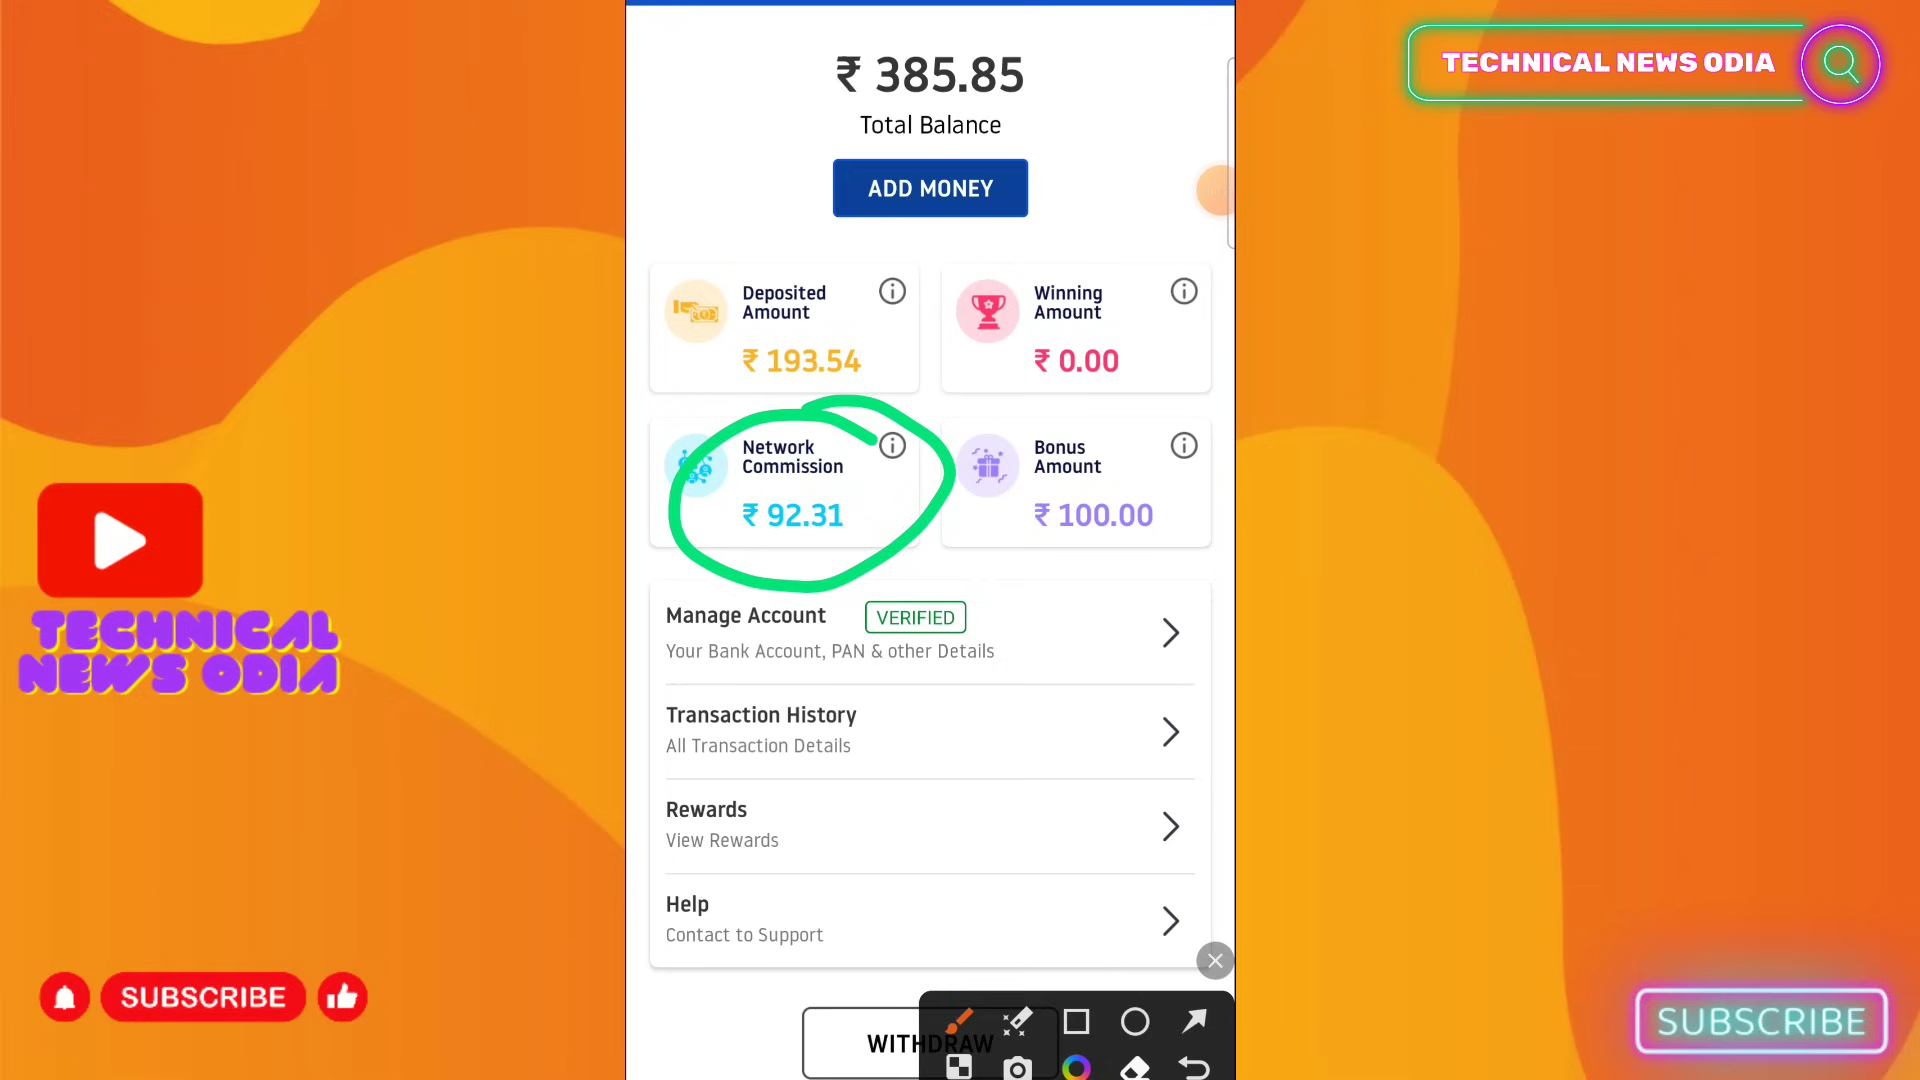 TECHNICAL NEWS ODIA
₹ 385.85
Total Balance
ADD MONEY
Deposited
Amount
₹ 193.54
Winning
Amount
₹ 0.00
Network
Commission
₹ 92.31
Bonus
Amount
₹ 100.00
Manage Account
VERIFIED
Your Bank Account, PAN & other Details
Transaction History
All Transaction Details
Rewards
View Rewards
Help
Contact to Support
WITHDRAW
TECHNICAL
NEWS ODIA
SUBSCRIBE
SUBSCRIBE